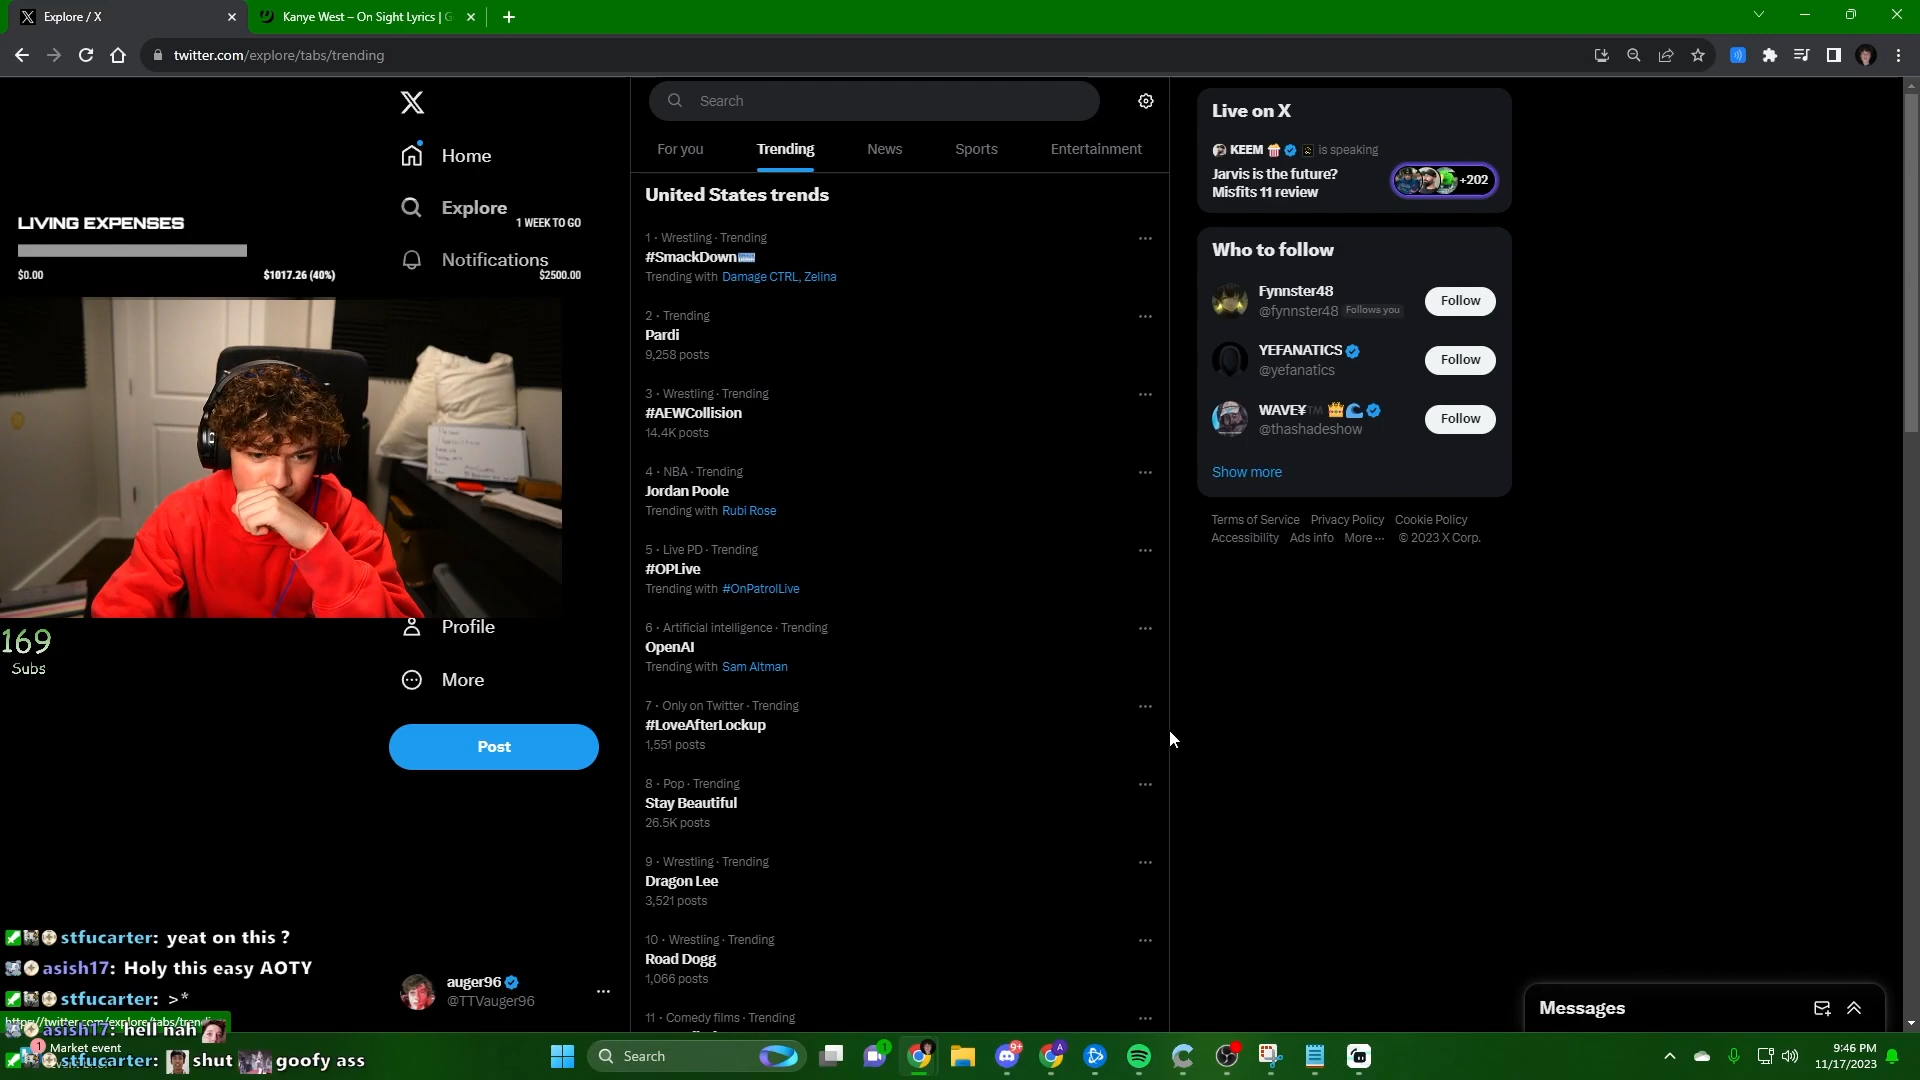 Explore / X
Kanye West – On Sight Lyrics | G
twitter.com/explore/tabs/trending
Search
For you
Trending
News
Sports
Entertainment
United States trends
1 · Wrestling · Trending
#SmackDown
Trending with Damage CTRL, Zelina
2 · Trending
Pardi
9,258 posts
3 · Wrestling · Trending
#AEWCollision
14.4K posts
4 · NBA · Trending
Jordan Poole
Trending with Rubi Rose
5 · Live PD · Trending
#OPLive
Trending with #OnPatrolLive
6 · Artificial intelligence · Trending
OpenAI
Trending with Sam Altman
7 · Only on Twitter · Trending
#LoveAfterLockup
1,551 posts
8 · Pop · Trending
Stay Beautiful
26.5K posts
9 · Wrestling · Trending
Dragon Lee
3,521 posts
10 · Wrestling · Trending
Road Dogg
1,066 posts
11 · Comedy films · Trending
Home
Explore
1 WEEK TO GO
Notifications
$2500.00
LIVING EXPENSES
$0.00
$1017.26 (40%)
169
Subs
Profile
More
Post
auger96
@TTVauger96
Live on X
KEEM is speaking
Jarvis is the future?
Misfits 11 review
+202
Who to follow
Fynnster48
@fynnster48 Follows you
Follow
YEFANATICS
@yefanatics
Follow
WAVE¥™
@thashadeshow
Follow
Show more
Terms of Service Privacy Policy Cookie Policy
Accessibility Ads info More ··· © 2023 X Corp.
Messages
stfucarter: yeat on this ?
asish17: Holy this easy AOTY
stfucarter: >*
asish17: hell nah
stfucarter: shut goofy ass
1
Market event
Search
1
9+
A
9:46 PM
11/17/2023